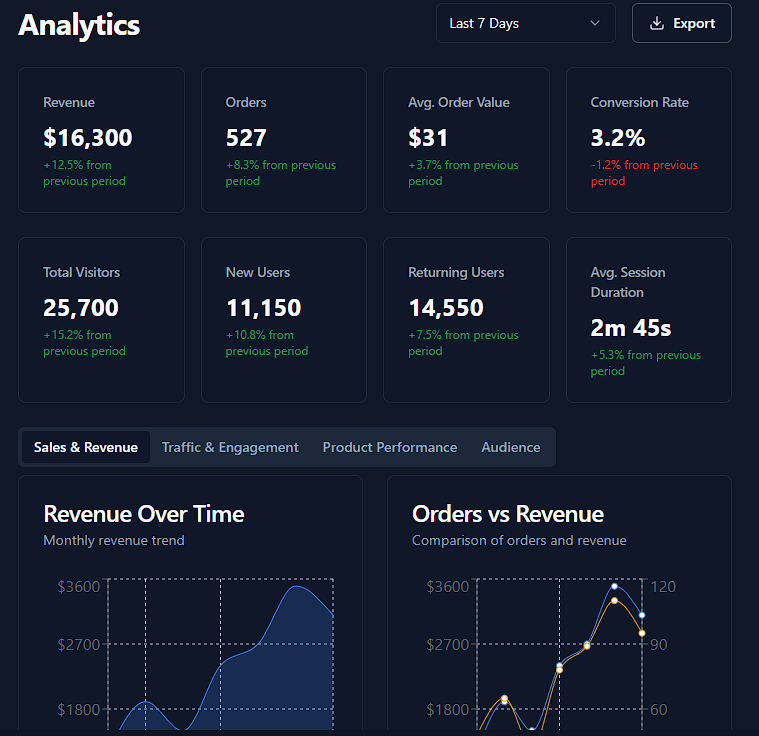 Analytics
Last 7 Days
Export
Revenue
$16,300
+12.5% from
previous period
Orders
527
+8.3% from previous
period
Avg. Order Value
$31
+3.7% from previous
period
Conversion Rate
3.2%
-1.2% from previous
period
Total Visitors
25,700
+15.2% from
previous period
New Users
11,150
+10.8% from
previous period
Returning Users
14,550
+7.5% from previous
period
Avg. Session
Duration
2m 45s
+5.3% from previous
period
Sales & Revenue
Traffic & Engagement
Product Performance
Audience
Revenue Over Time
Monthly revenue trend
$3600
$2700
$1800
Orders vs Revenue
Comparison of orders and revenue
$3600
$2700
$1800
120
90
60